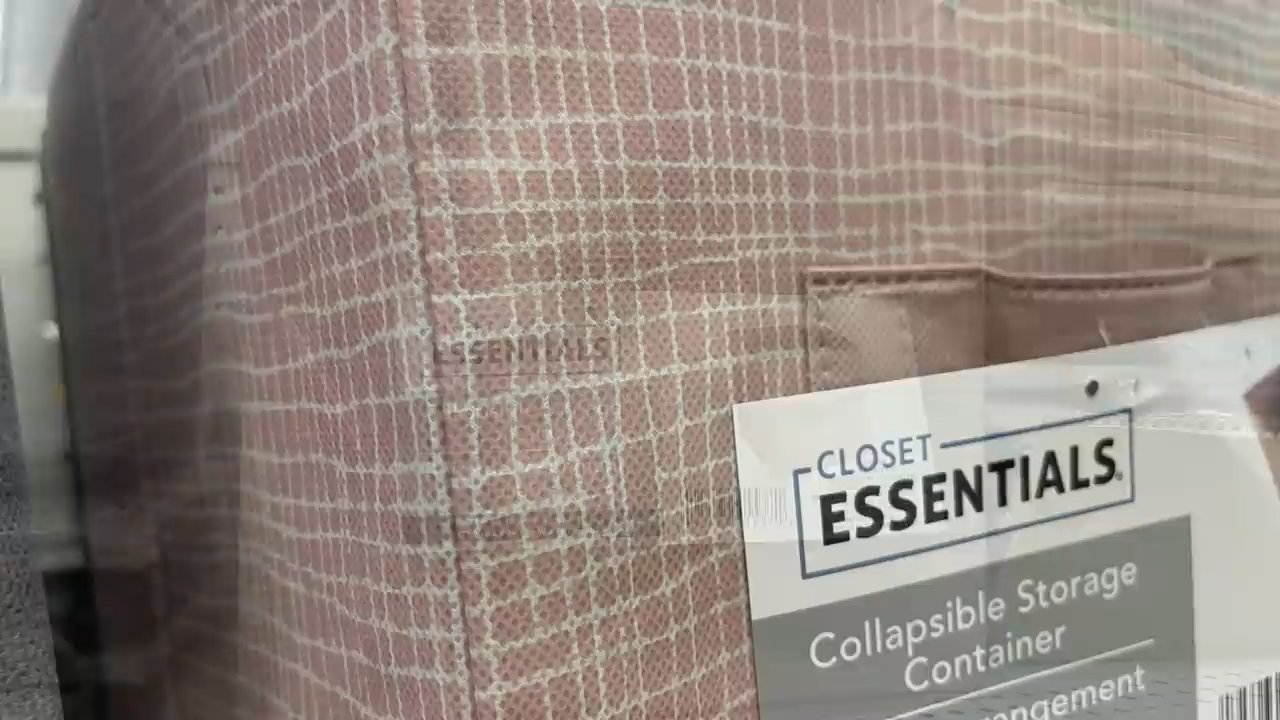 ESSENTIALS
CLOSET
ESSENTIALS
Collapsible Storage
Container